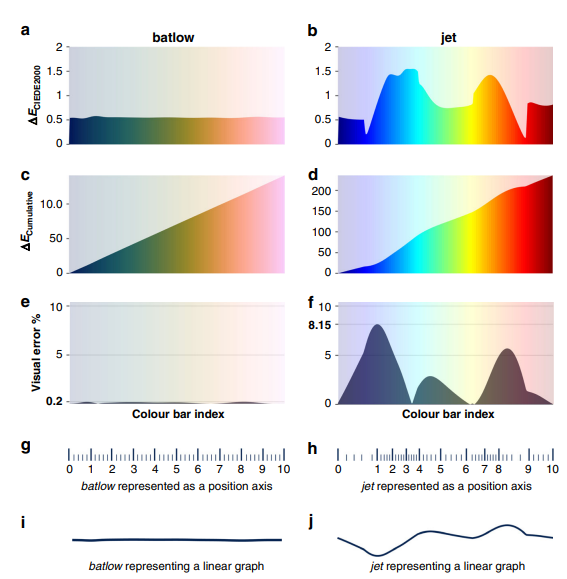 a
batlow
b
jet
2
1.5
1
0.5
0
ΔE_CIEDE2000
2
1.5
1
0.5
0
c
10.0
50
0
ΔE_Cumulative
d
200
150
100
50
0
e
10
5
0.2
Visual error %
Colour bar index
f
10
8.15
5
0
Colour bar index
g
0 1 2 3 4 5 6 7 8 9 10
batlow represented as a position axis
h
0 1 2 3 4 5 6 7 8 9 10
jet represented as a position axis
i
batlow representing a linear graph
j
jet representing a linear graph